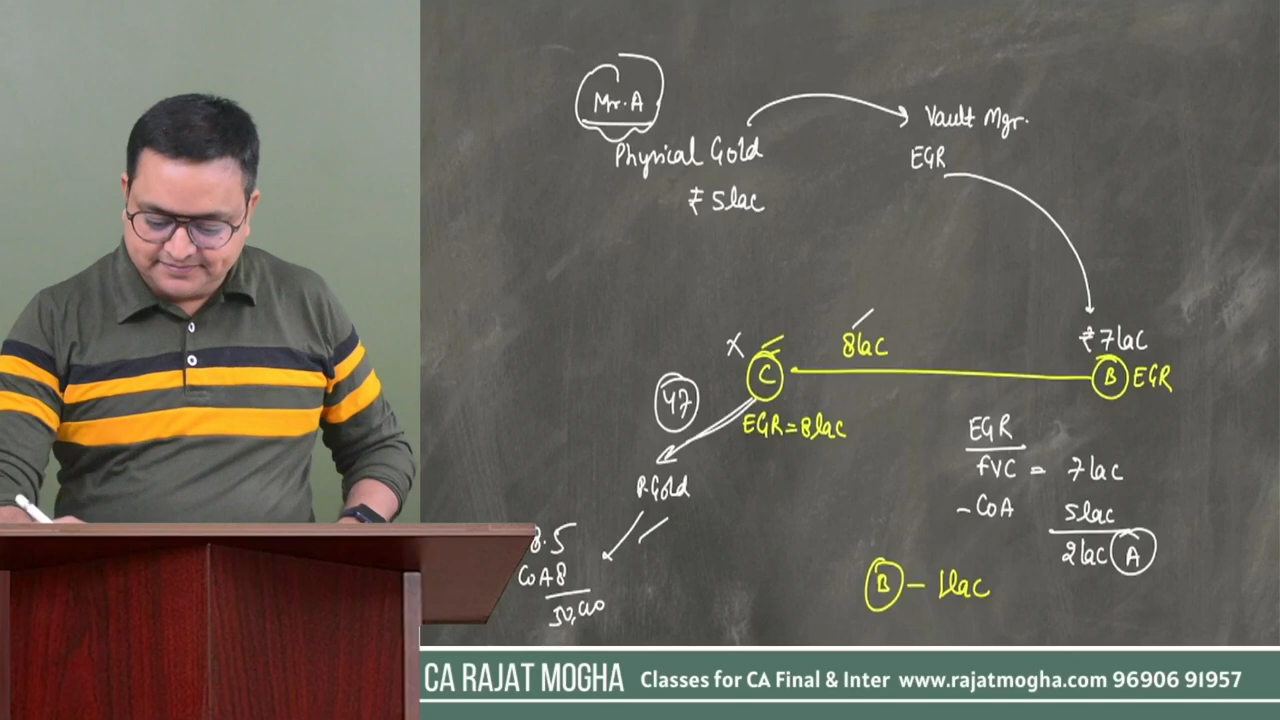 Mr. A
Physical Gold
₹ 5lac
Vault Mgr.
EGR
₹ 7lac
B EGR
8lac
X C
EGR = 8lac
47
P. Gold
8.5
COA 8
50,000
EGR
FVC = 7lac
- COA 5lac
2lac A
B - 1lac
CA RAJAT MOGHA Classes for CA Final & Inter www.rajatmogha.com 96906 91957